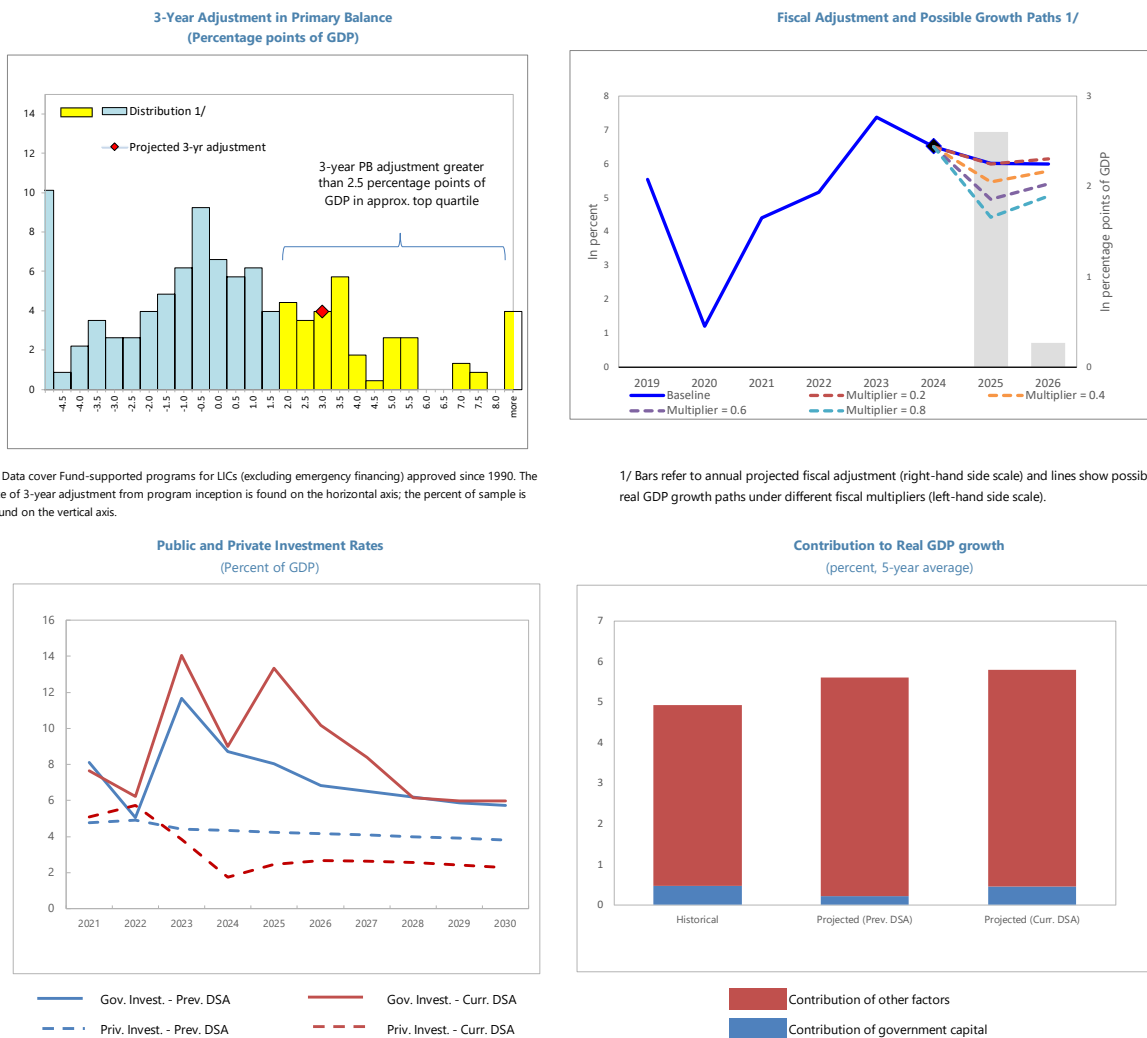 3-Year Adjustment in Primary Balance
(Percentage points of GDP)
14
12
10
8
6
4
2
0
Distribution 1/
Projected 3-yr adjustment
3-year PB adjustment greater
than 2.5 percentage points of
GDP in approx. top quartile
-4.5
-4.0
-3.5
-3.0
-2.5
-2.0
-1.5
-1.0
-0.5
0.0
0.5
1.0
1.5
2.0
2.5
3.0
3.5
4.0
4.5
5.0
5.5
6.0
6.5
7.0
7.5
8.0
more
Data cover Fund-supported programs for LICs (excluding emergency financing) approved since 1990. The
e of 3-year adjustment from program inception is found on the horizontal axis; the percent of sample is
und on the vertical axis.
Fiscal Adjustment and Possible Growth Paths 1/
In percent
8
7
6
5
4
3
2
1
0
3
2
1
0
In percentage points of GDP
2019 2020 2021 2022 2023 2024 2025 2026
Baseline Multiplier = 0.2 Multiplier = 0.4
Multiplier = 0.6 Multiplier = 0.8
1/ Bars refer to annual projected fiscal adjustment (right-hand side scale) and lines show possib
real GDP growth paths under different fiscal multipliers (left-hand side scale).
Public and Private Investment Rates
(Percent of GDP)
16
14
12
10
8
6
4
2
0
2021 2022 2023 2024 2025 2026 2027 2028 2029 2030
Gov. Invest. - Prev. DSA Gov. Invest. - Curr. DSA
Priv. Invest. - Prev. DSA Priv. Invest. - Curr. DSA
Contribution to Real GDP growth
(percent, 5-year average)
7
6
5
4
3
2
1
0
Historical Projected (Prev. DSA) Projected (Curr. DSA)
Contribution of other factors
Contribution of government capital